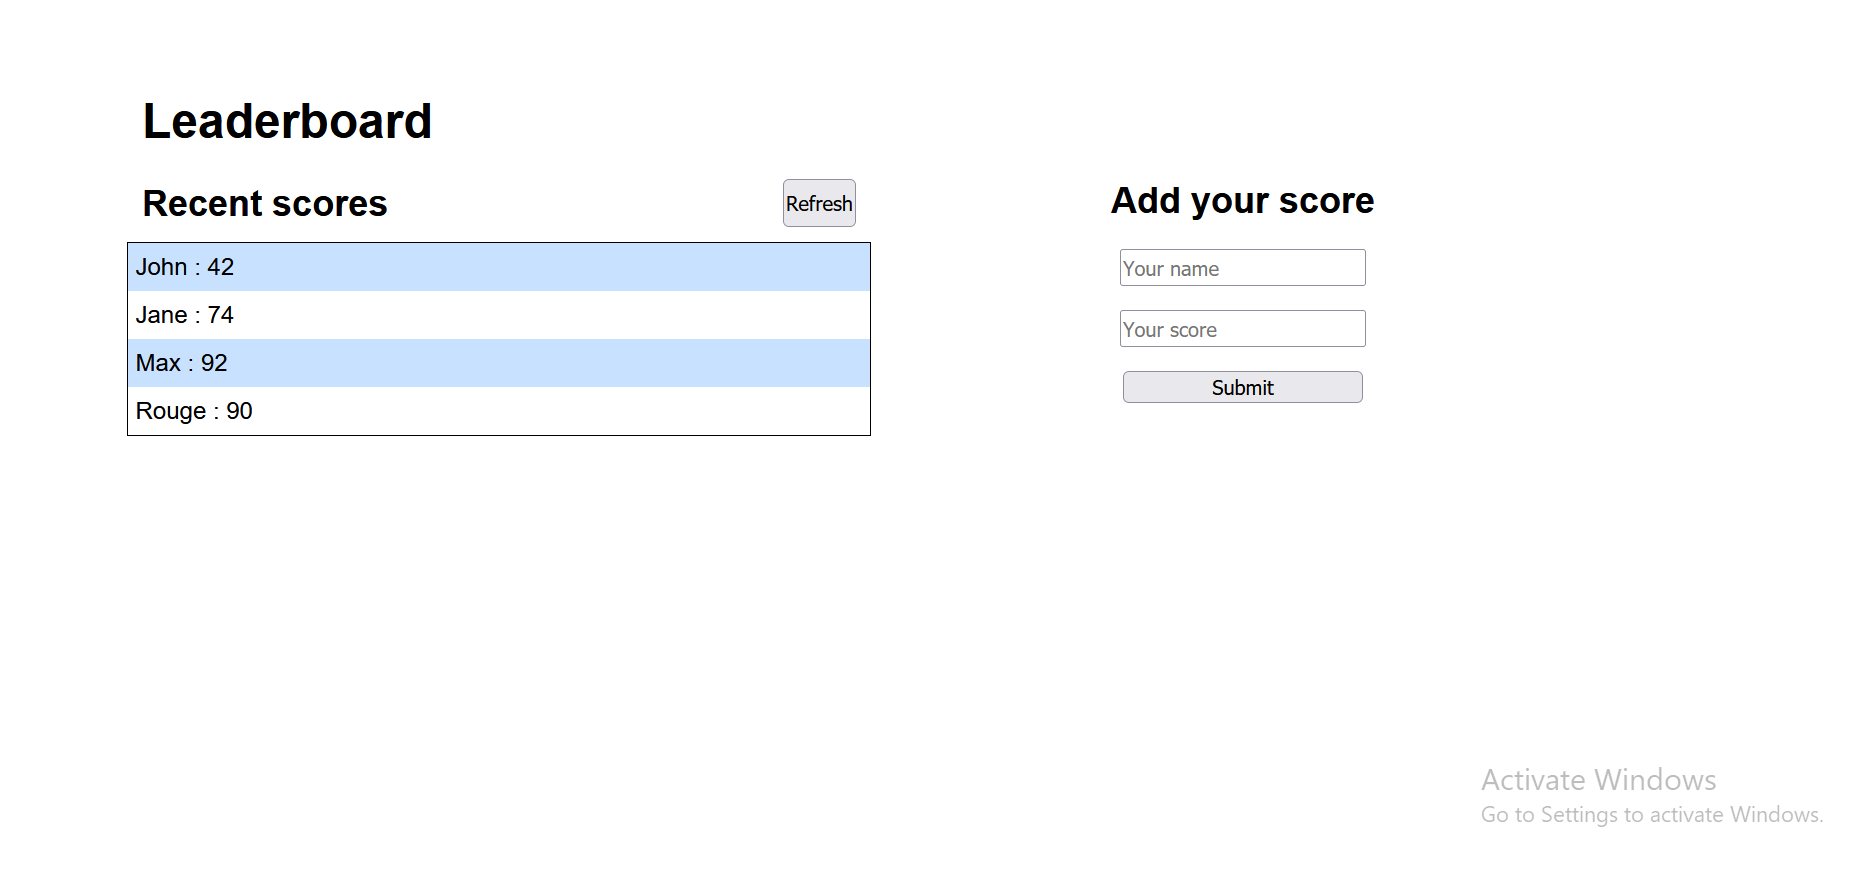 Leaderboard
Recent scores
Refresh
John : 42
Jane : 74
Max : 92
Rouge : 90
Add your score
Your name
Your score
Submit
Activate Windows
Go to Settings to activate Windows.